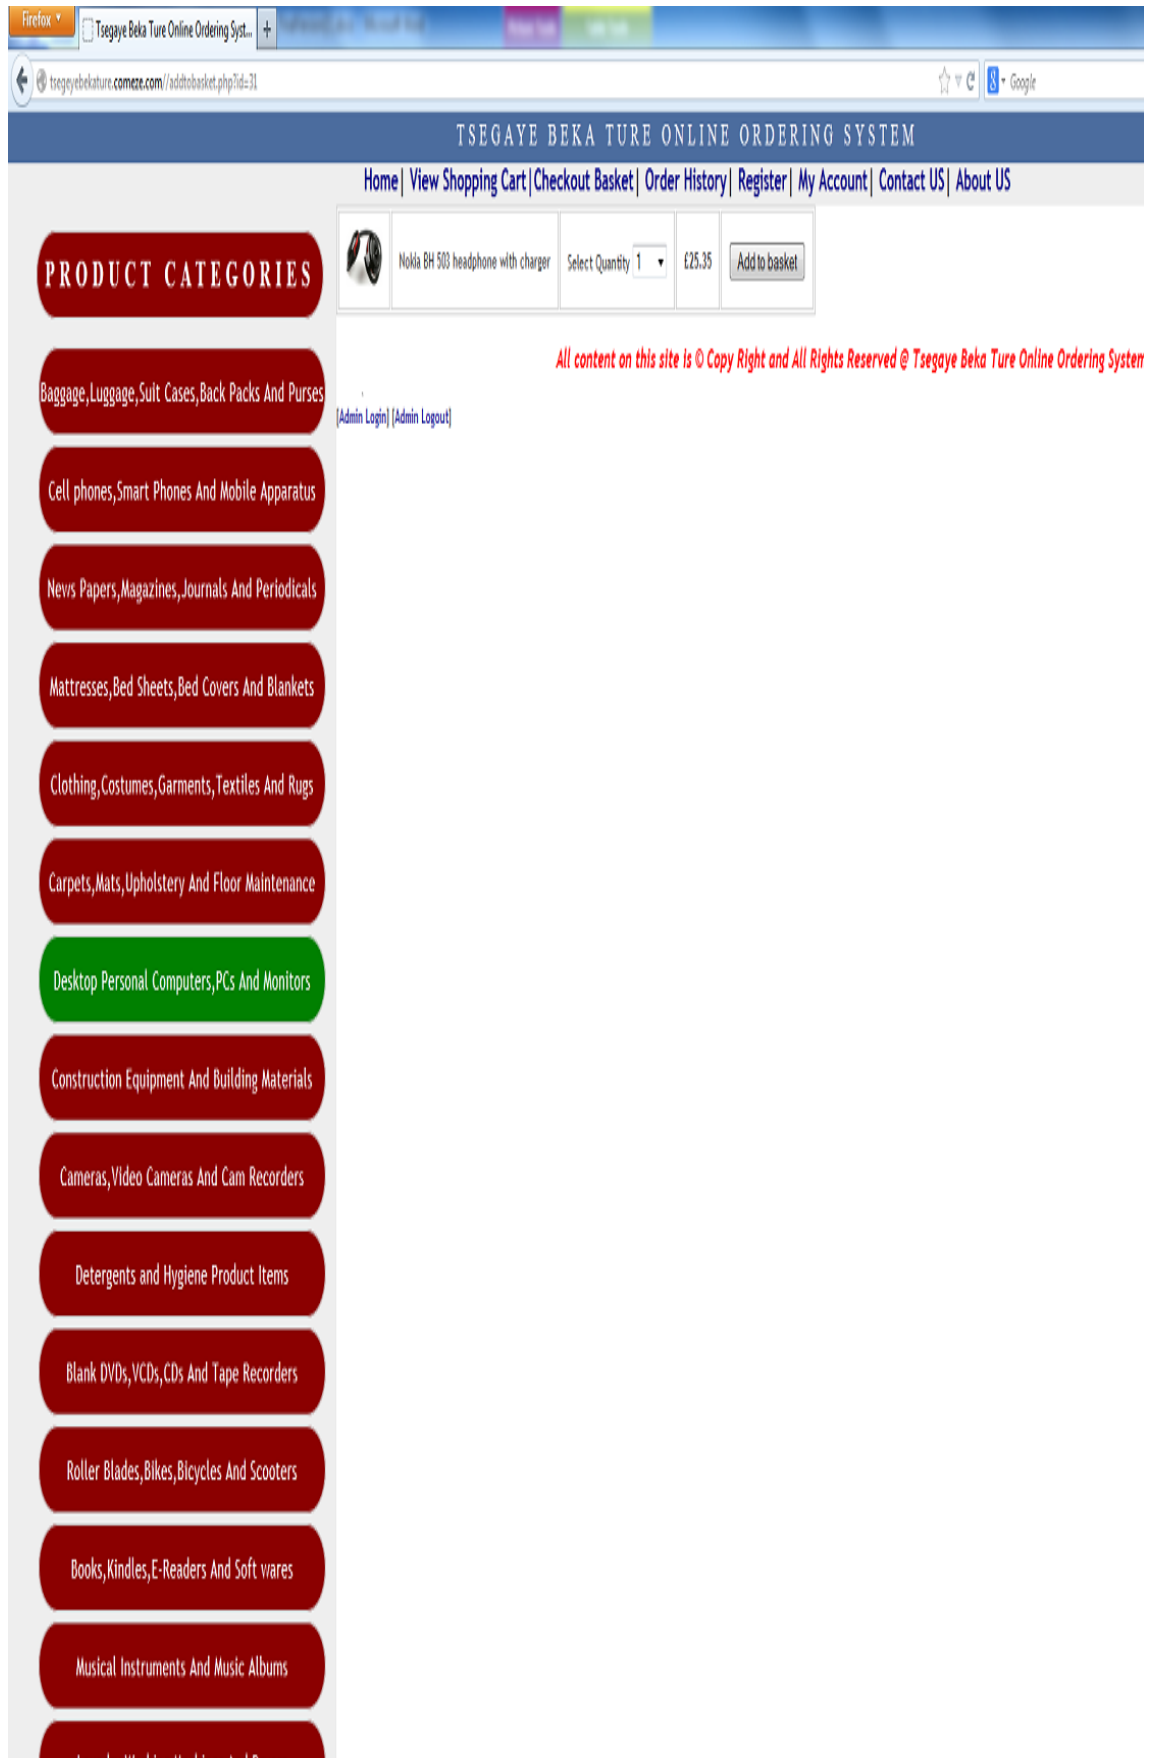 Firefox
Tsegaye Beka Ture Online Ordering Syst... +
tsegeyebekature.comeze.com//addtobasket.php?id=31
8 Google
TSEGAYE BEKA TURE ONLINE ORDERING SYSTEM
Home| View Shopping Cart|Checkout Basket| Order History| Register| My Account| Contact US| About US
PRODUCT CATEGORIES
Nokia BH 503 headphone with charger Select Quantity 1 £25.35 Add to basket
All content on this site is © Copy Right and All Rights Reserved @ Tsegaye Beka Ture Online Ordering System
[Admin Login] [Admin Logout]
Baggage,Luggage,Suit Cases,Back Packs And Purses
Cell phones,Smart Phones And Mobile Apparatus
News Papers,Magazines,Journals And Periodicals
Mattresses,Bed Sheets,Bed Covers And Blankets
Clothing,Costumes,Garments,Textiles And Rugs
Carpets,Mats,Upholstery And Floor Maintenance
Desktop Personal Computers,PCs And Monitors
Construction Equipment And Building Materials
Cameras,Video Cameras And Cam Recorders
Detergents and Hygiene Product Items
Blank DVDs,VCDs,CDs And Tape Recorders
Roller Blades,Bikes,Bicycles And Scooters
Books,Kindles,E-Readers And Soft wares
Musical Instruments And Music Albums